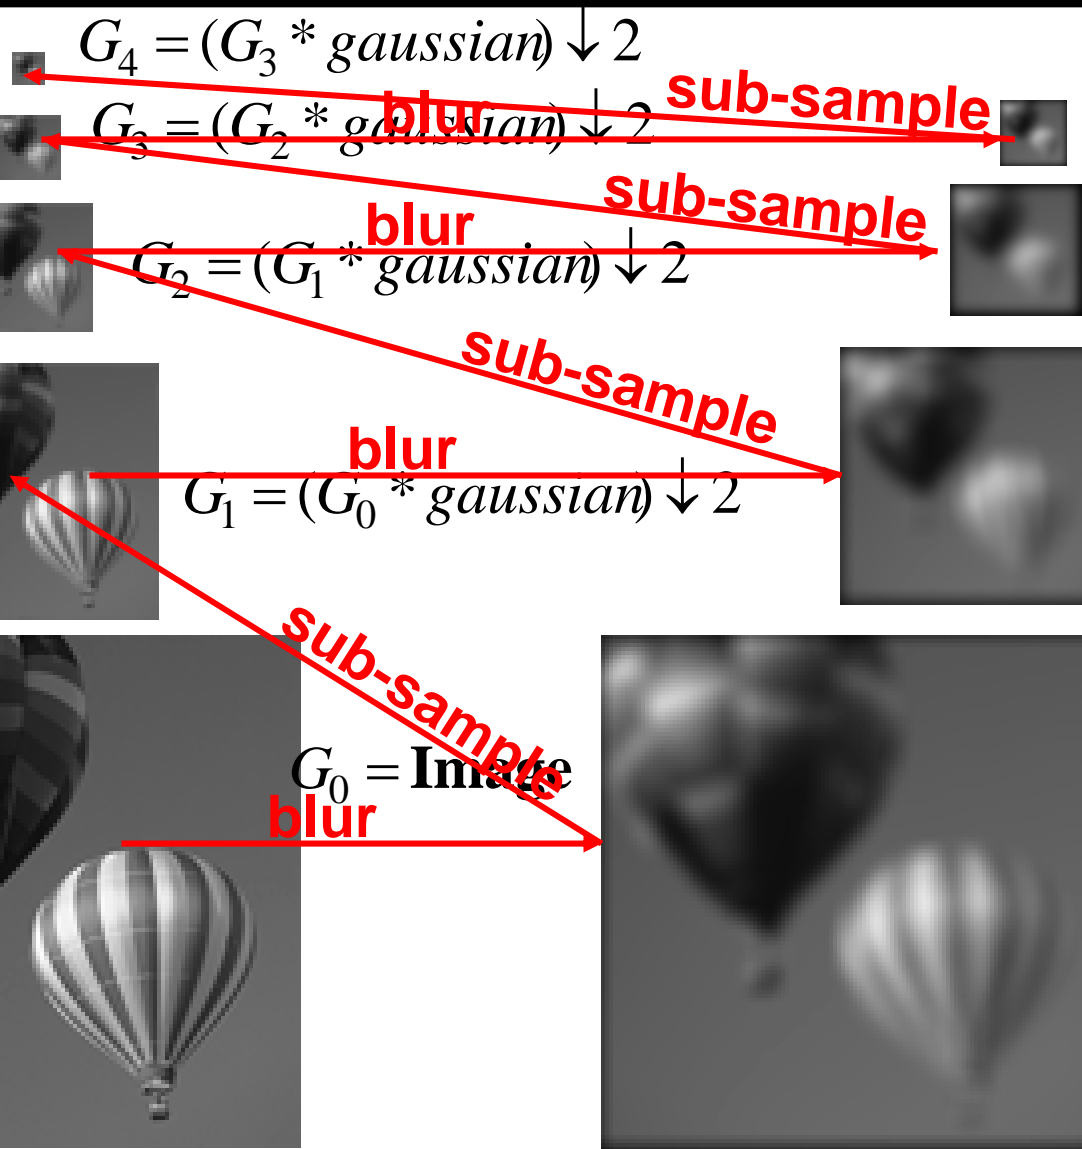 G₄ = (G₃ * gaussian) ↓ 2
sub-sample
blur
G₃ = (G₂ * gaussian) ↓ 2
sub-sample
blur
G₂ = (G₁ * gaussian) ↓ 2
sub-sample
blur
G₁ = (G₀ * gaussian) ↓ 2
sub-sample
G₀ = Image
blur